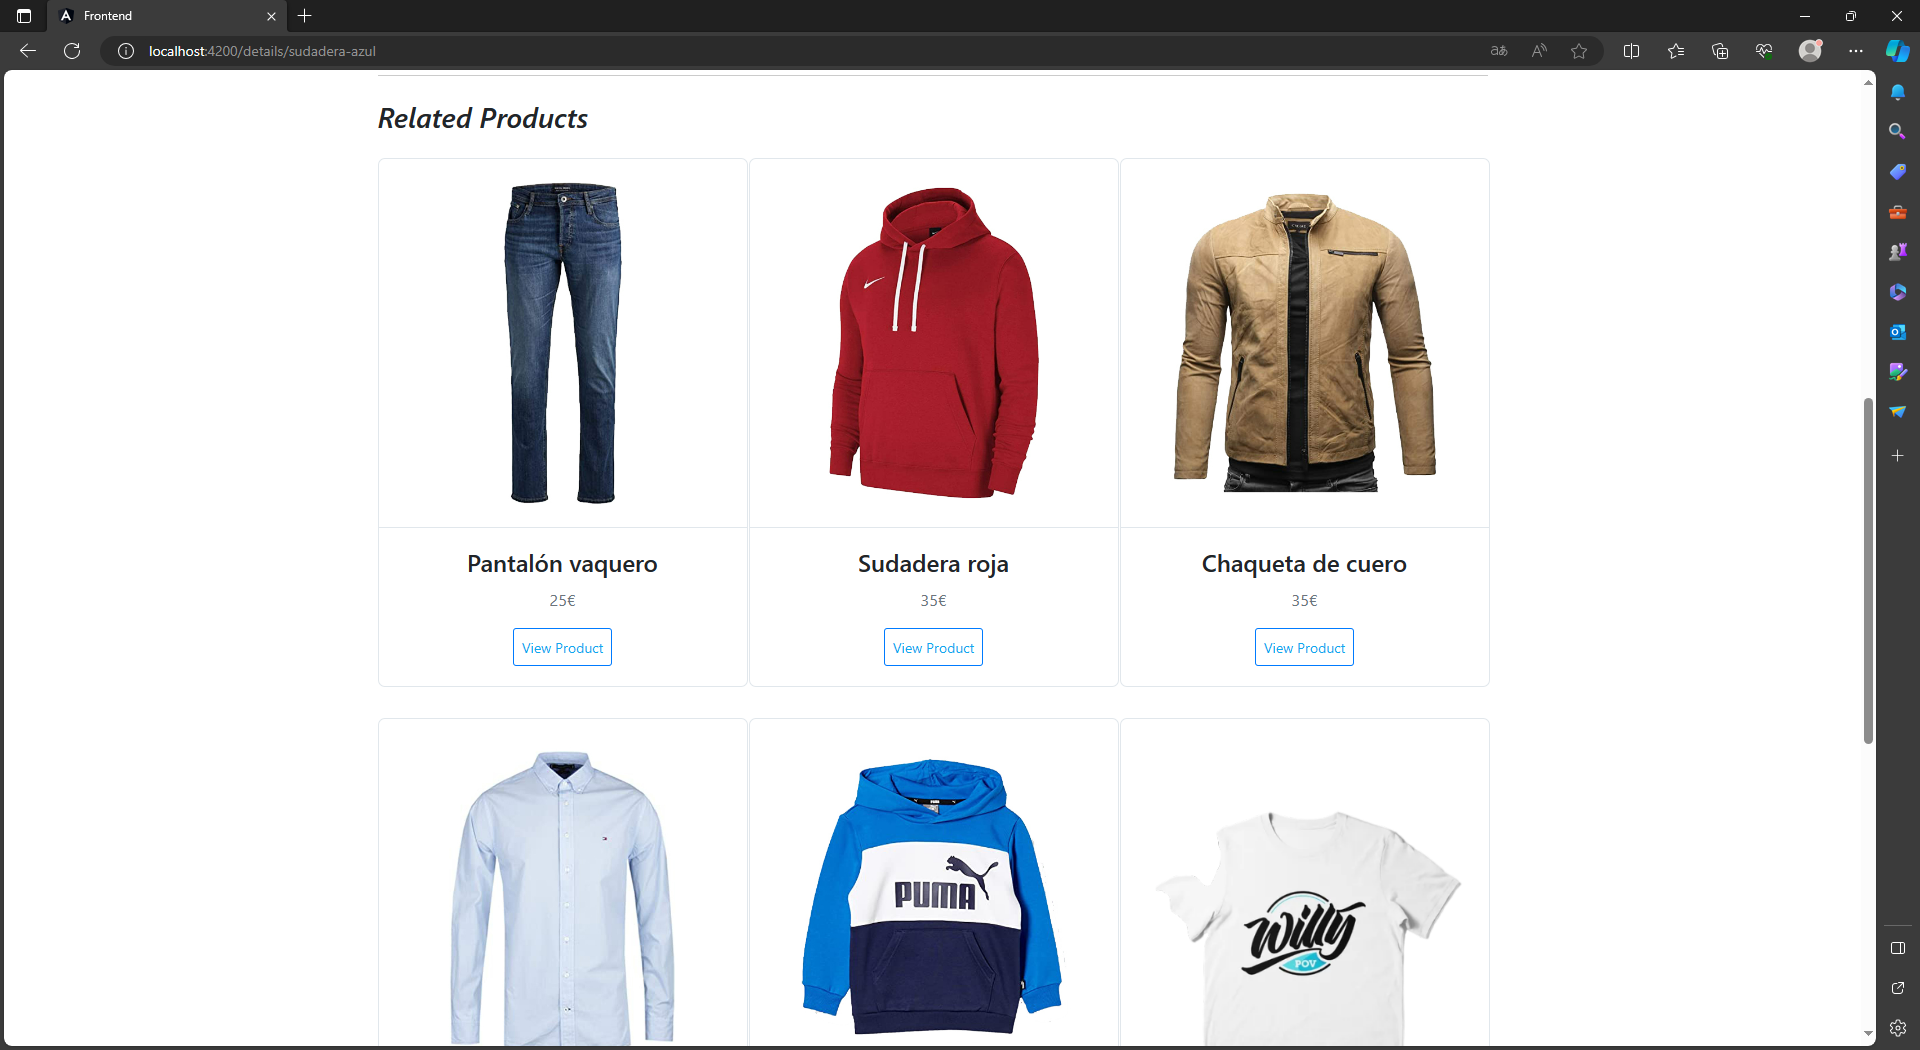 Frontend
localhost:4200/details/sudadera-azul
Related Products
Pantalón vaquero
25€
View Product
Sudadera roja
35€
View Product
Chaqueta de cuero
35€
View Product
PUMA
Willy
POV